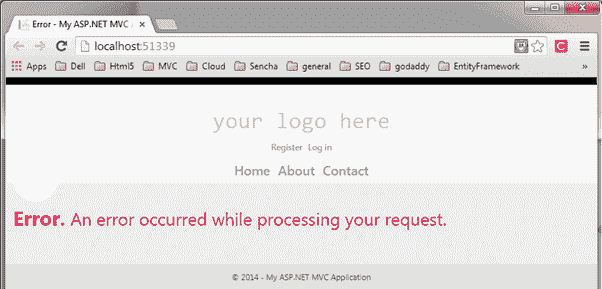 Error - My ASP.NET MVC
localhost:51339
Apps Dell Html5 MVC Cloud Sencha general SEO godaddy EntityFramework »
your logo here
Register Log in
Home About Contact
Error. An error occurred while processing your request.
© 2014 - My ASP.NET MVC Application